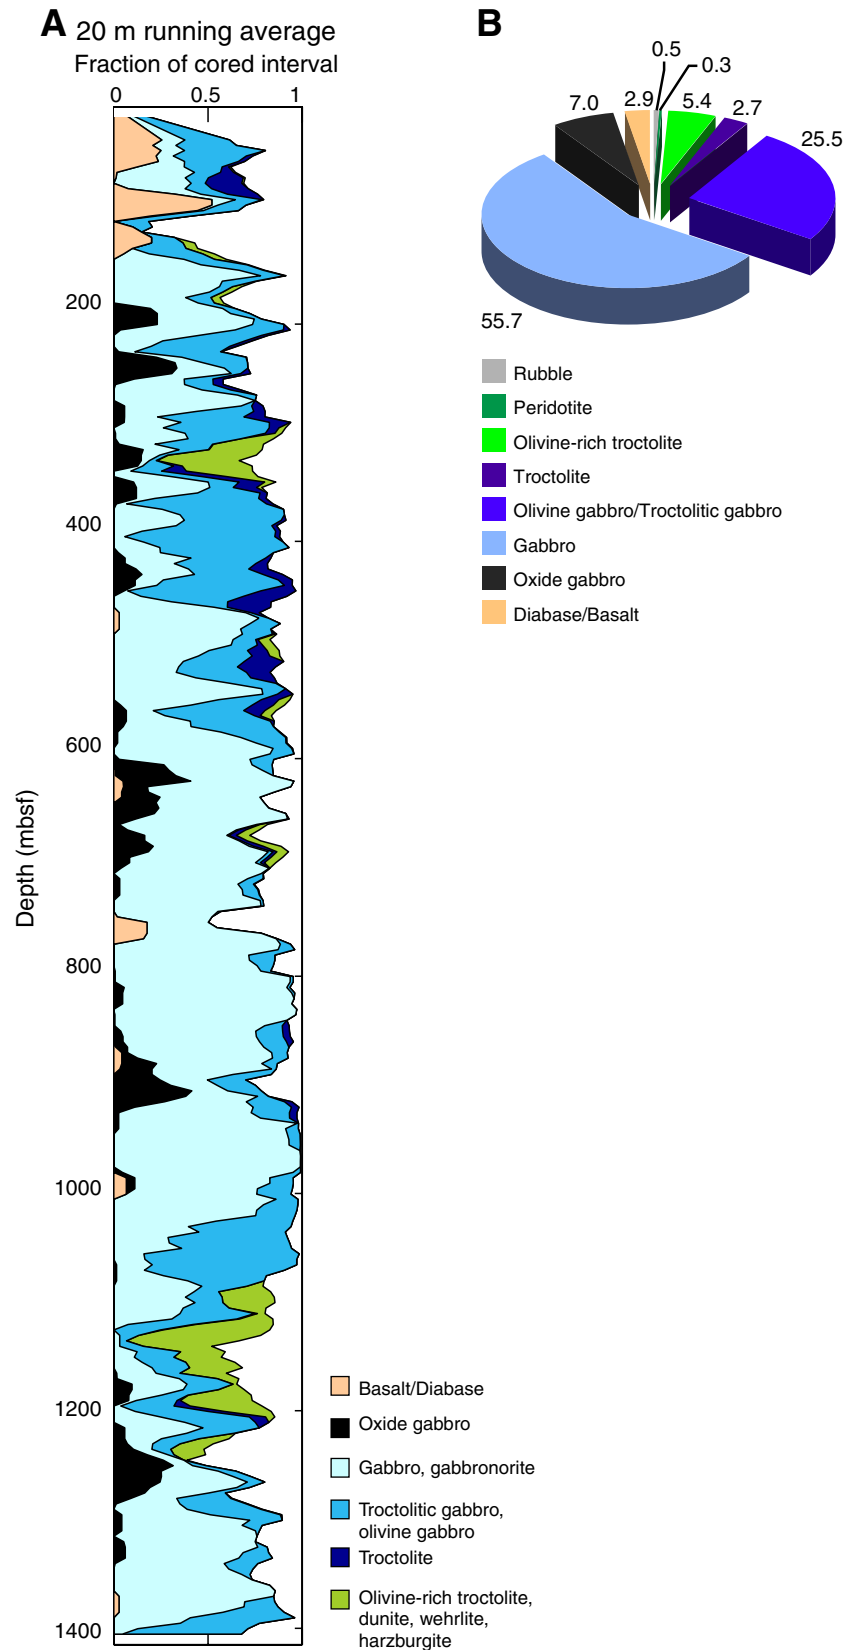 A 20 m running average
Fraction of cored interval
0 0.5 1
200
400
600
800
1000
1200
1400
Depth (mbsf)
Basalt/Diabase
Oxide gabbro
Gabbro, gabbronorite
Troctolitic gabbro,
olivine gabbro
Troctolite
Olivine-rich troctolite,
dunite, wehrlite,
harzburgite
B
0.5
0.3
7.0 2.9 5.4 2.7
25.5
55.7
Rubble
Peridotite
Olivine-rich troctolite
Troctolite
Olivine gabbro/Troctolitic gabbro
Gabbro
Oxide gabbro
Diabase/Basalt